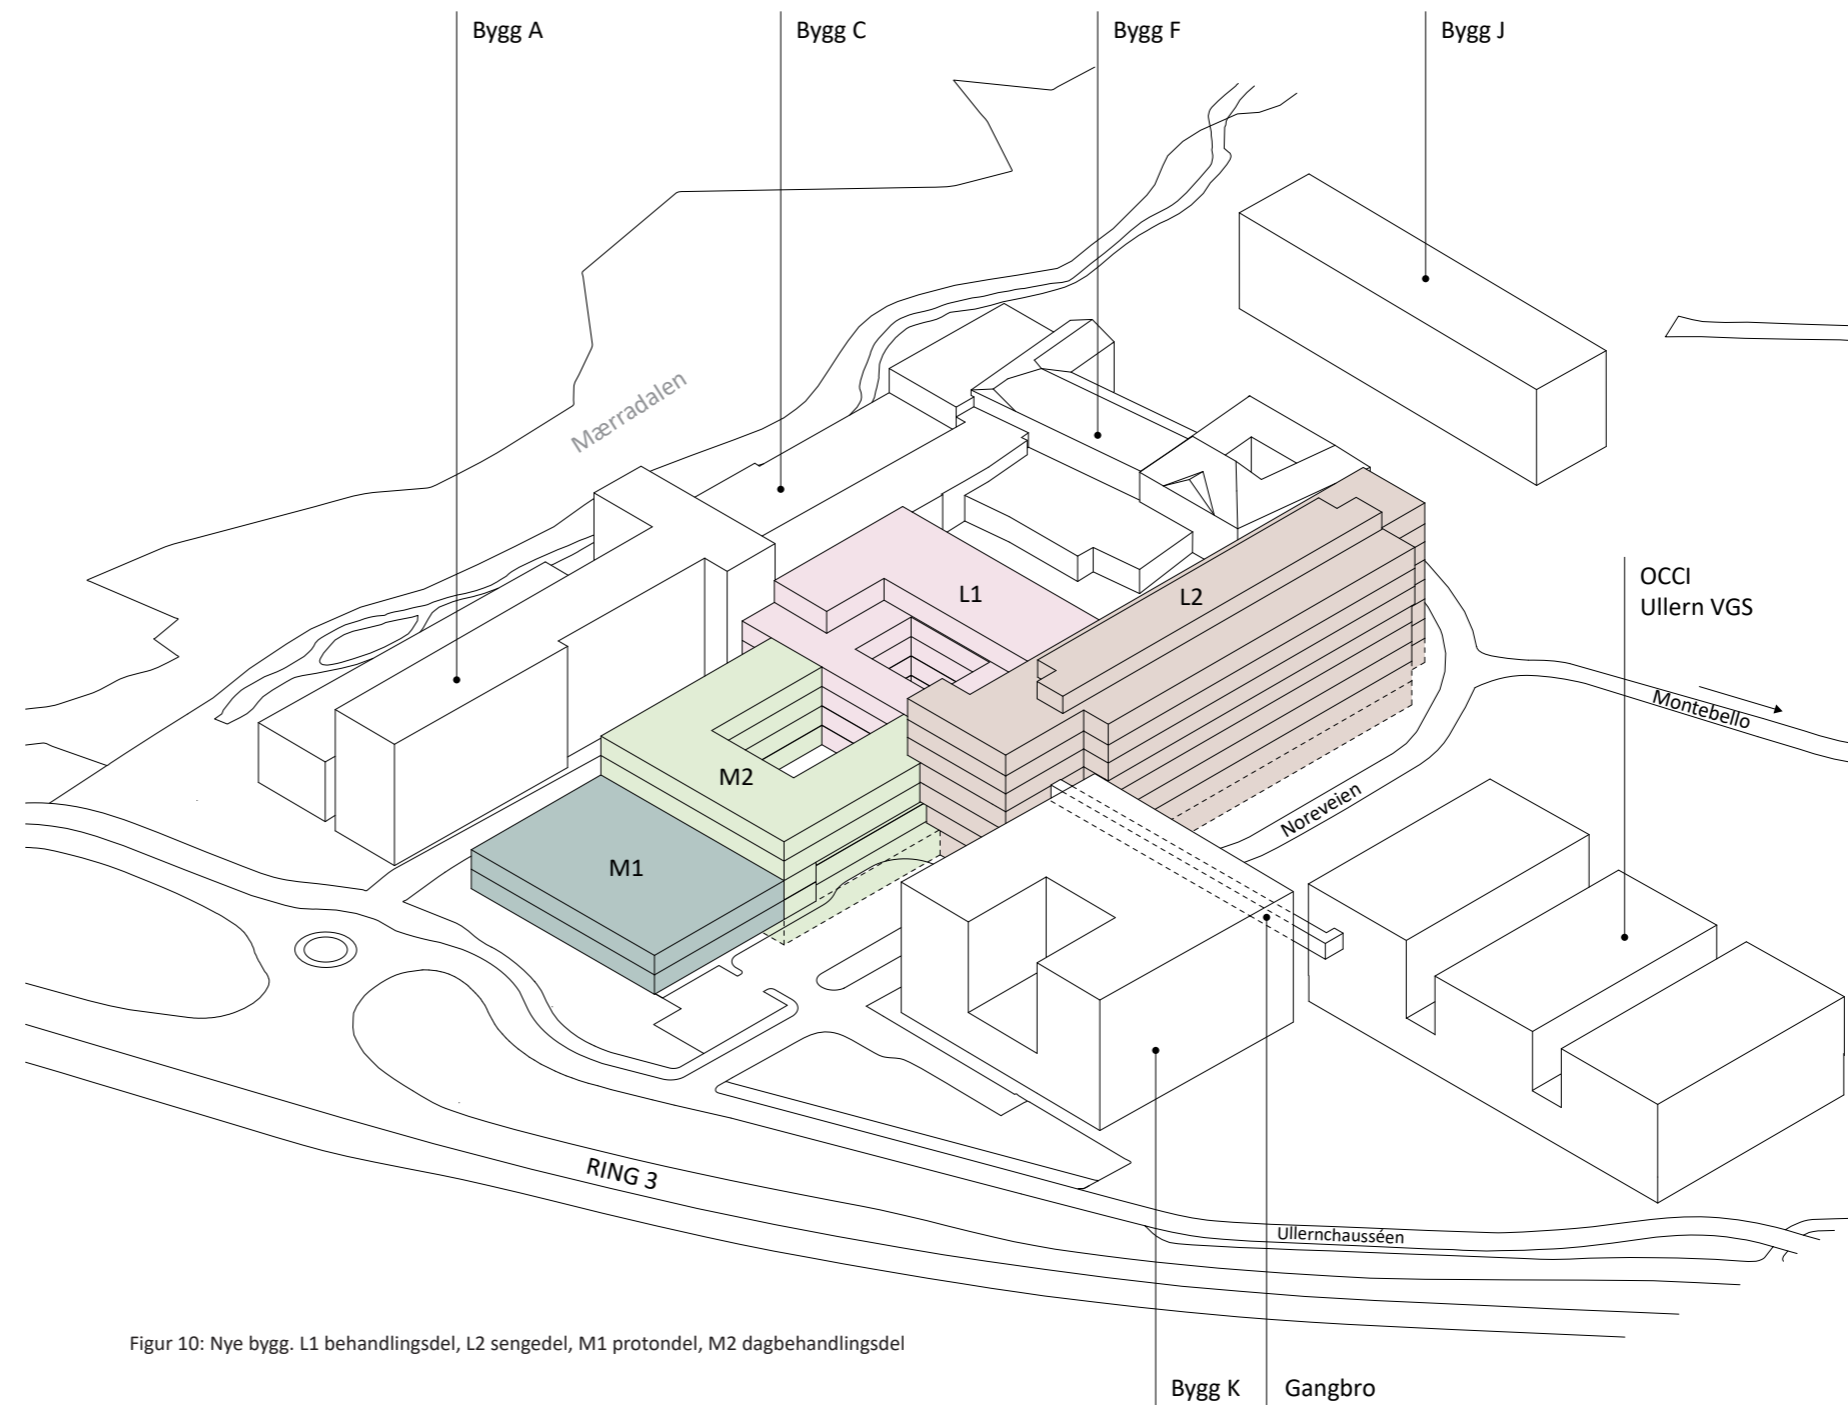 Bygg A
Bygg C
Bygg F
Bygg J
Mærradalen
L1
L2
OCCI
Ullern VGS
Montebello
M2
Noreveien
M1
RING 3
Ullernchausséen
Figur 10: Nye bygg. L1 behandlingsdel, L2 sengedel, M1 protondel, M2 dagbehandlingsdel
Bygg K
Gangbro